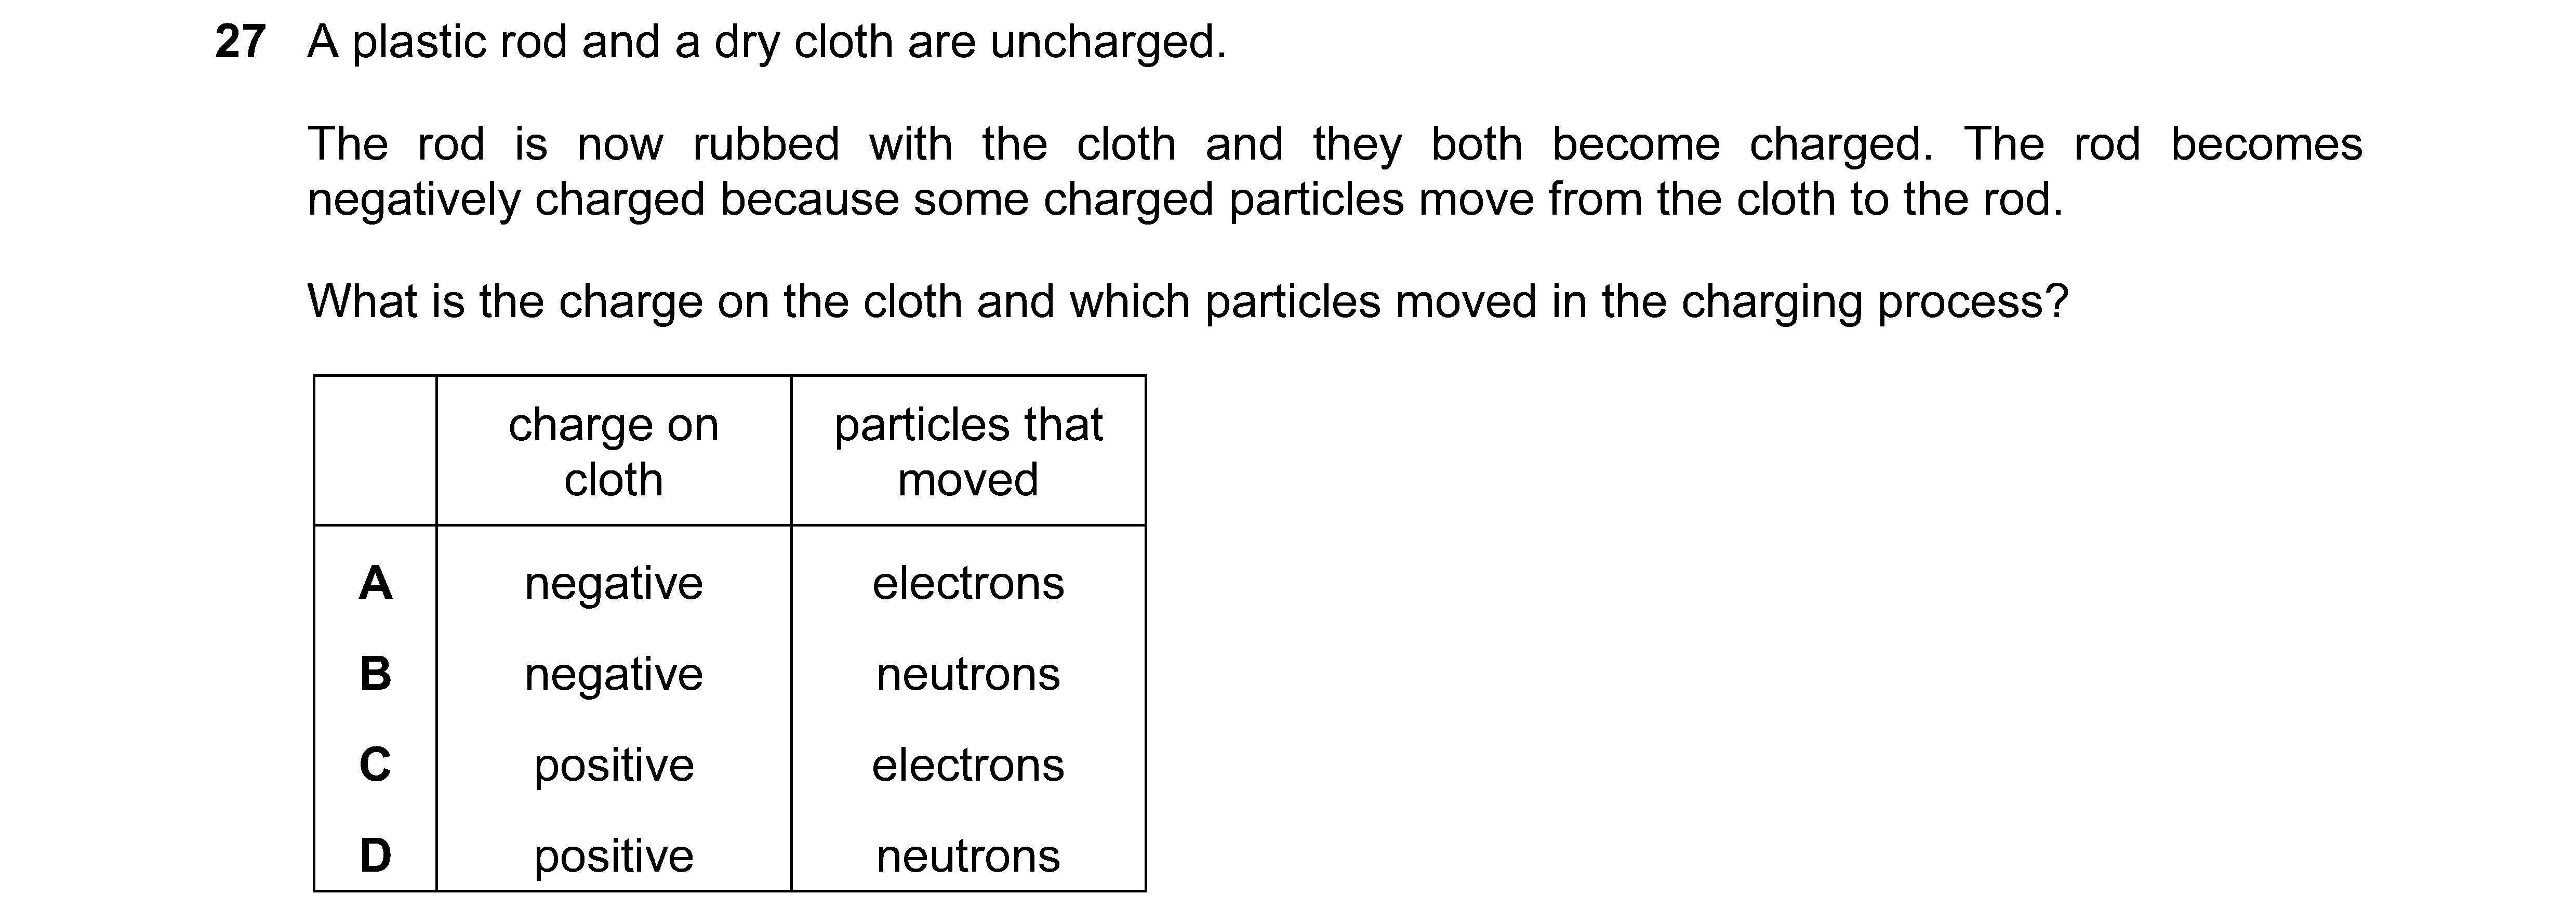 27 A plastic rod and a dry cloth are uncharged.
The rod is now rubbed with the cloth and they both become charged. The rod becomes
negatively charged because some charged particles move from the cloth to the rod.
What is the charge on the cloth and which particles moved in the charging process?
charge on cloth particles that moved
A negative electrons
B negative neutrons
C positive electrons
D positive neutrons